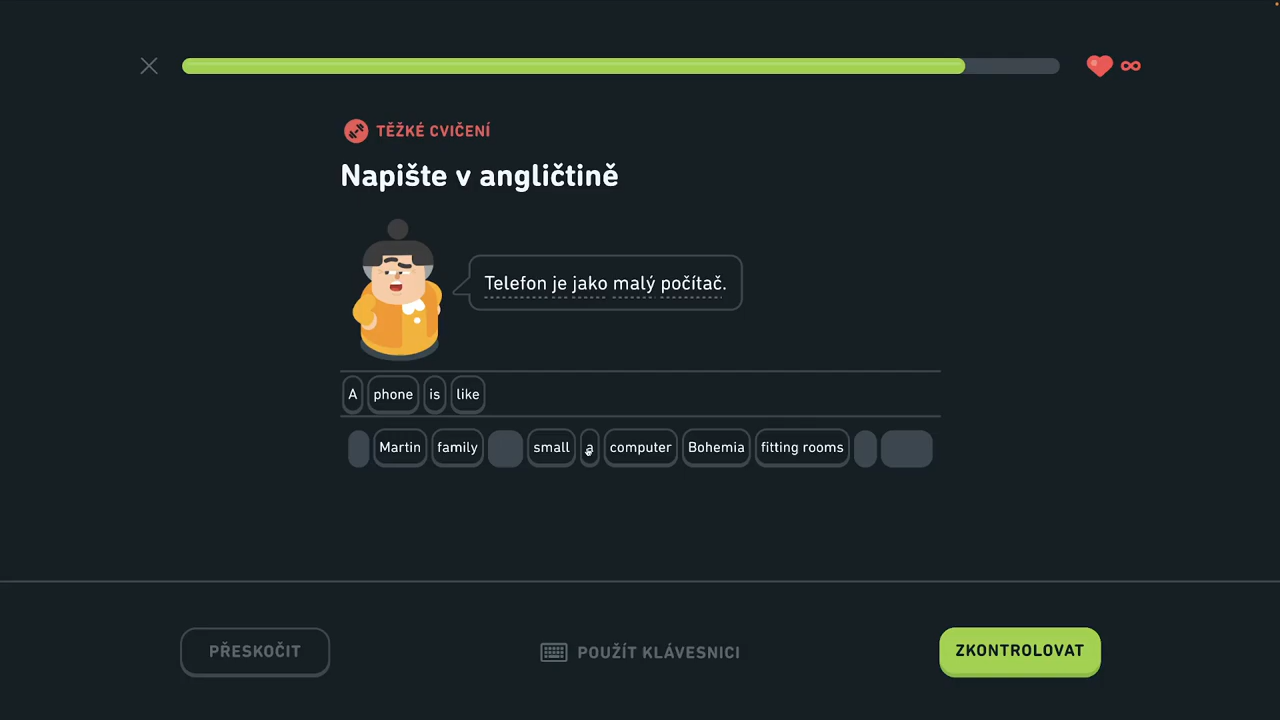 ∞
TĚŽKÉ CVIČENÍ
Napište v angličtině
Telefon je jako malý počítač.
A phone is like
Martin family small a computer Bohemia fitting rooms
PŘESKOČIT
POUŽÍT KLÁVESNICI
ZKONTROLOVAT